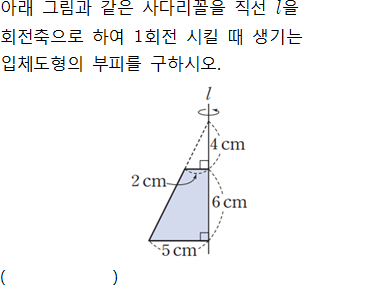 아래 그림과 같은 사다리꼴을 직선 l을
회전축으로 하여 1회전 시킬 때 생기는
입체도형의 부피를 구하시오.
l
4 cm
2 cm
6 cm
5 cm
( )